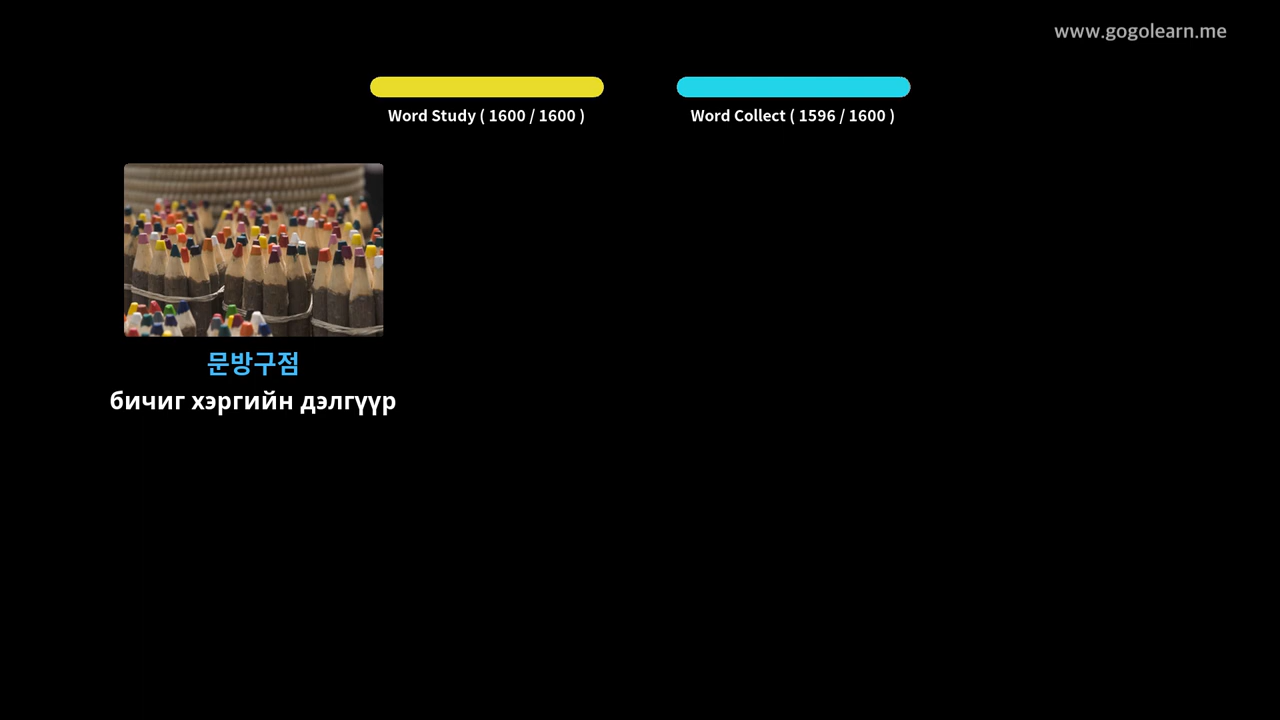 www.gogolearn.me
Word Study ( 1600 / 1600 )
Word Collect ( 1596 / 1600 )
문방구점
бичиг хэргийн дэлгүүр